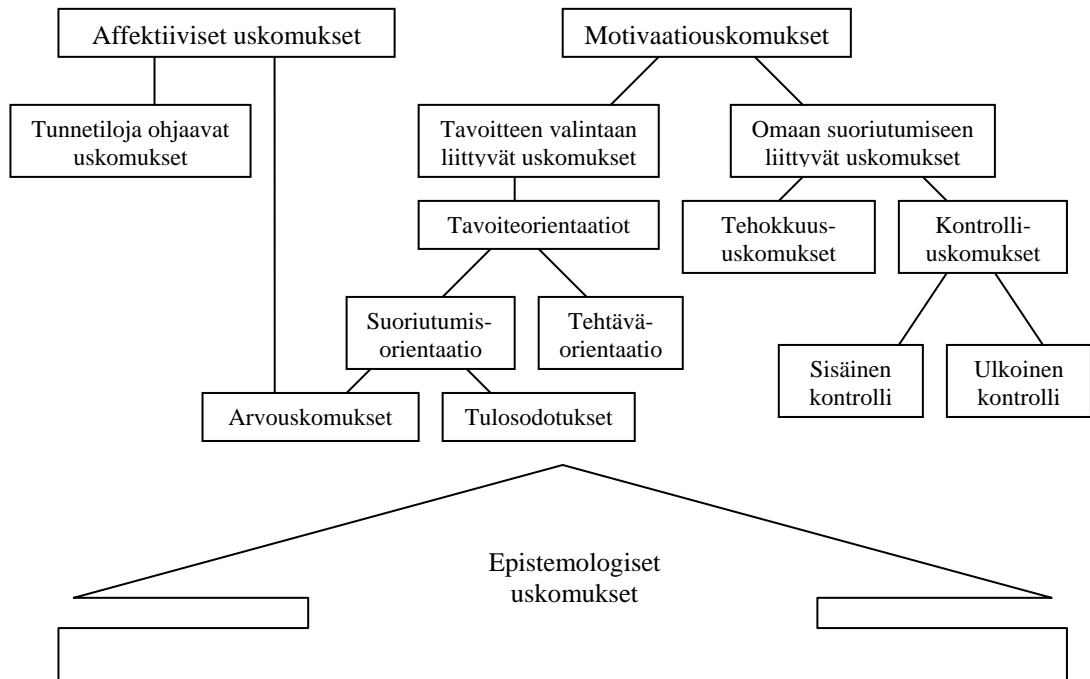 Affektiiviset uskomukset
Motivaatiouskomukset
Tunnetiloja ohjaavat
uskomukset
Tavoitteen valintaan
liittyvät uskomukset
Omaan suoriutumiseen
liittyvät uskomukset
Tavoiteorientaatiot
Tehokkuus-
uskomukset
Kontrolli-
uskomukset
Suoriutumis-
orientaatio
Tehtävä-
orientaatio
Sisäinen
kontrolli
Ulkoinen
kontrolli
Arvouskomukset
Tulosodotukset
Epistemologiset
uskomukset